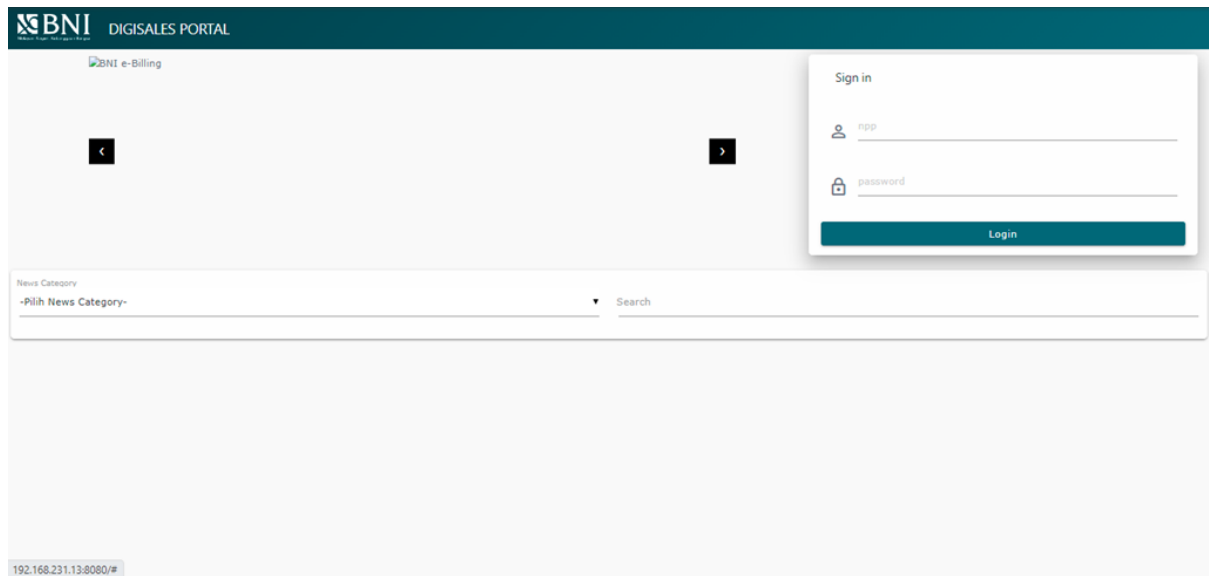 BNI DIGISALES PORTAL
BNI e-Billing
Sign in
npp
password
Login
News Category
-Pilih News Category-
Search
192.168.231.13:8080/#